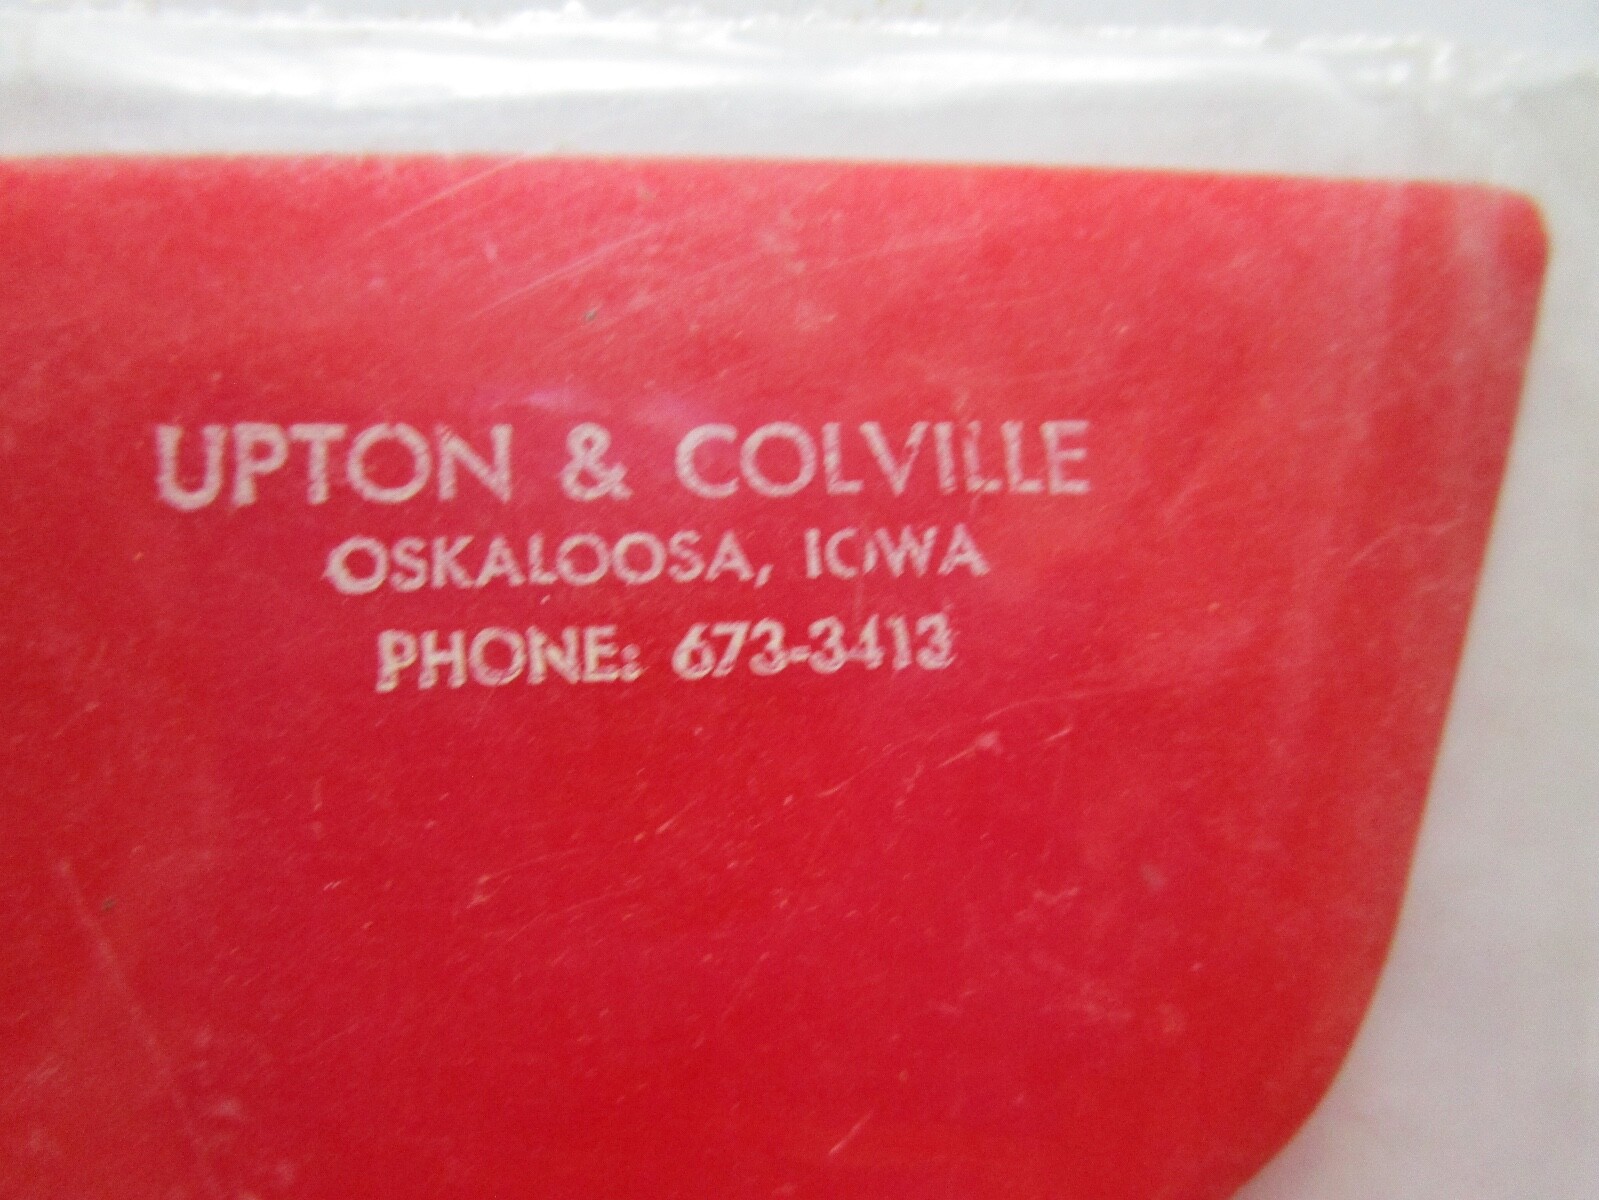 UPTON & COLVILLE
OSKALOOSA, IOWA
PHONE: 673-3413